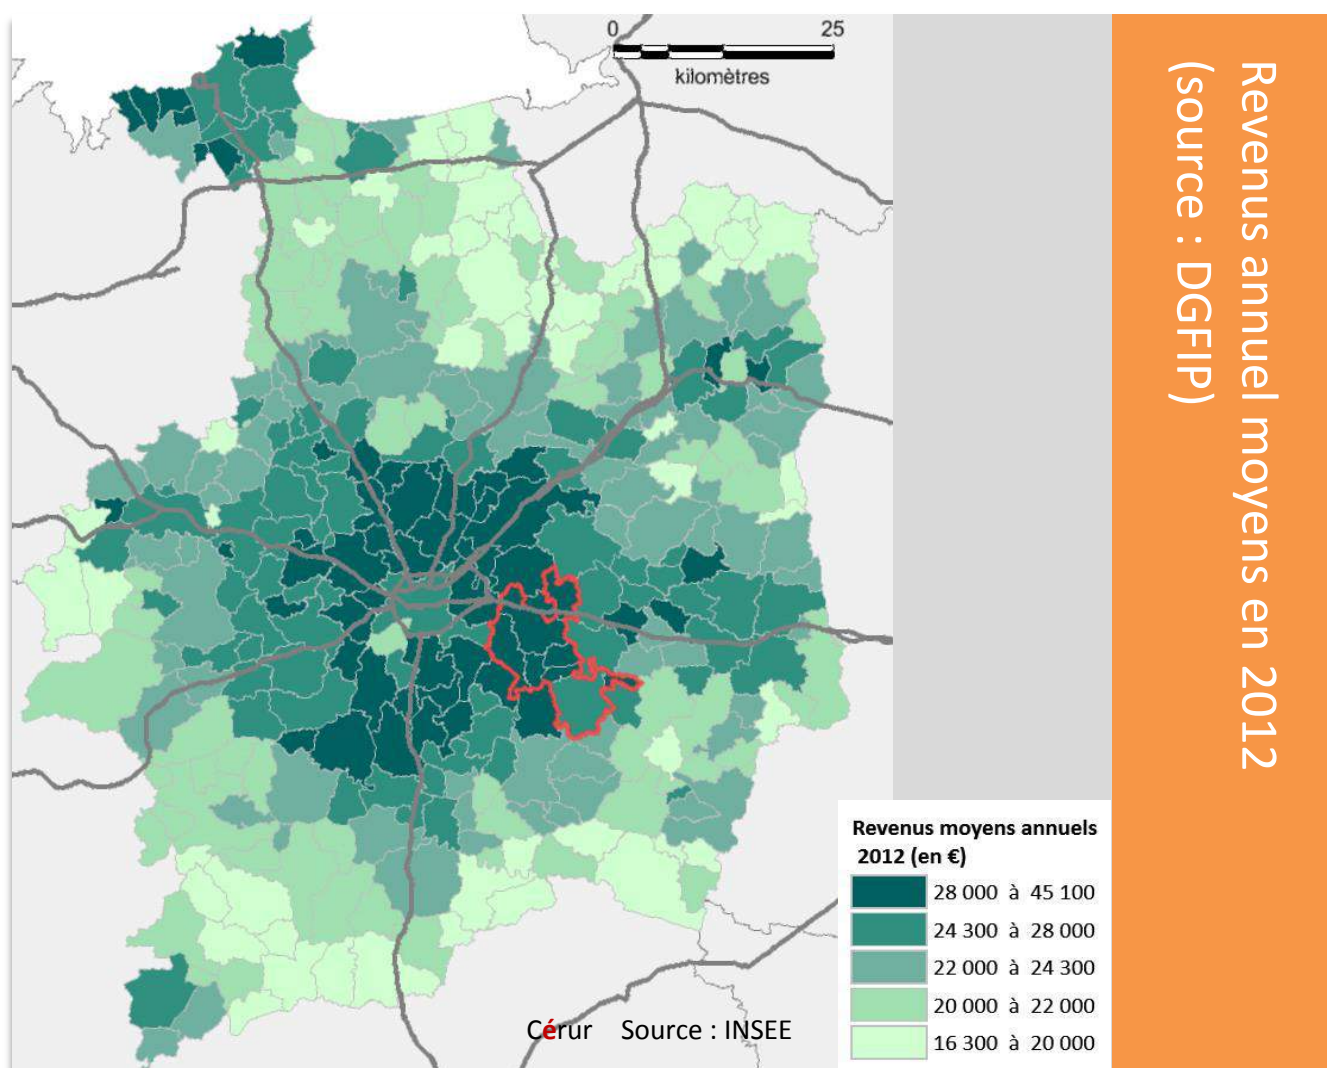 0 25
kilomètres
Revenus annuel moyens en 2012
(source : DGFIP)
Revenus moyens annuels
2012 (en €)
28 000 à 45 100
24 300 à 28 000
22 000 à 24 300
20 000 à 22 000
16 300 à 20 000
Cérur Source : INSEE